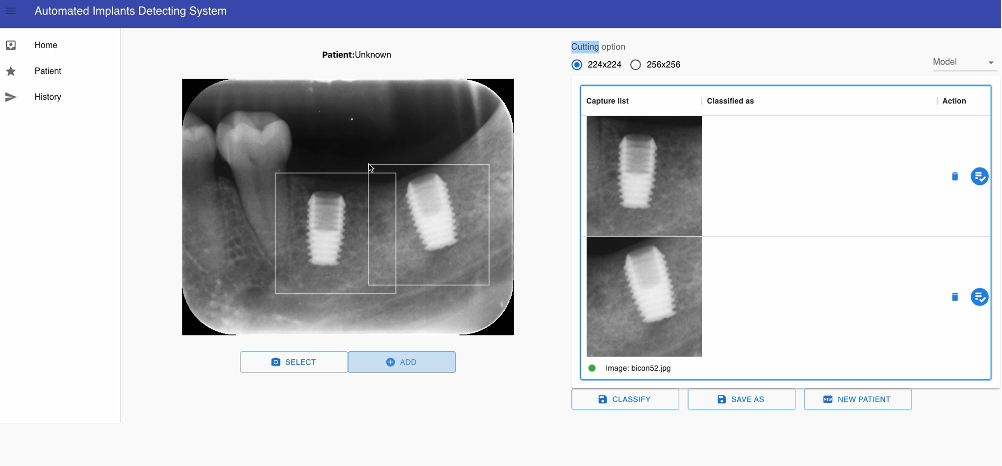 Automated Implants Detecting System
Home
Patient
History
Patient:Unknown
SELECT
ADD
Cutting option
224x224
256x256
Model
Capture list
Classified as
Action
Image: bicon52.jpg
CLASSIFY
SAVE AS
NEW PATIENT